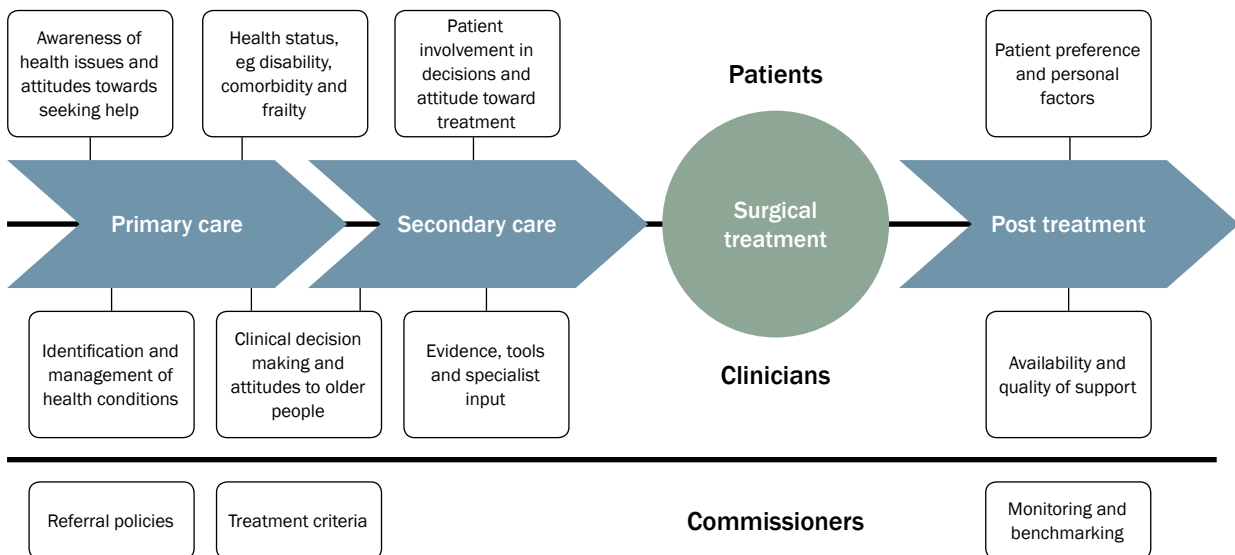 Awareness of
health issues and
attitudes towards
seeking help
Health status,
eg disability,
comorbidity and
frailty
Patient
involvement in
decisions and
attitude toward
treatment
Patients
Patient preference
and personal
factors
Primary care
Secondary care
Surgical
treatment
Post treatment
Identification and
management of
health conditions
Clinical decision
making and
attitudes to older
people
Evidence, tools
and specialist
input
Clinicians
Availability and
quality of support
Referral policies
Treatment criteria
Commissioners
Monitoring and
benchmarking